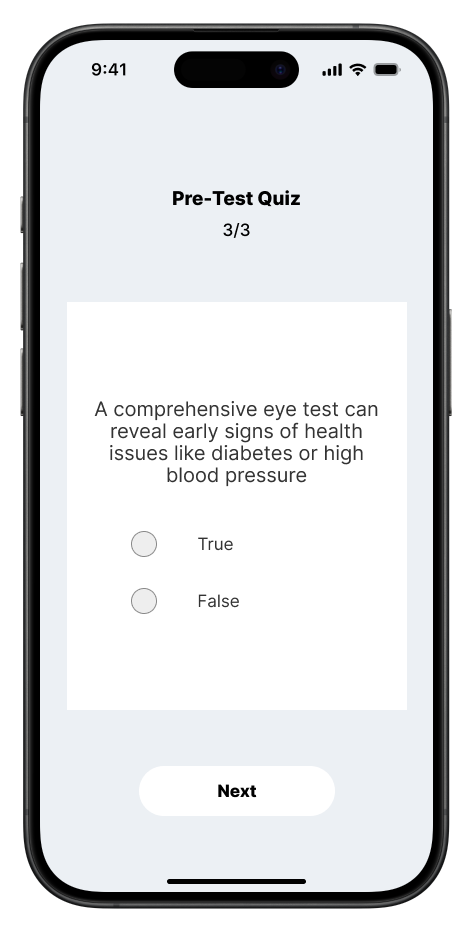 9:41
Pre-Test Quiz
3/3
A comprehensive eye test can
reveal early signs of health
issues like diabetes or high
blood pressure
True
False
Next